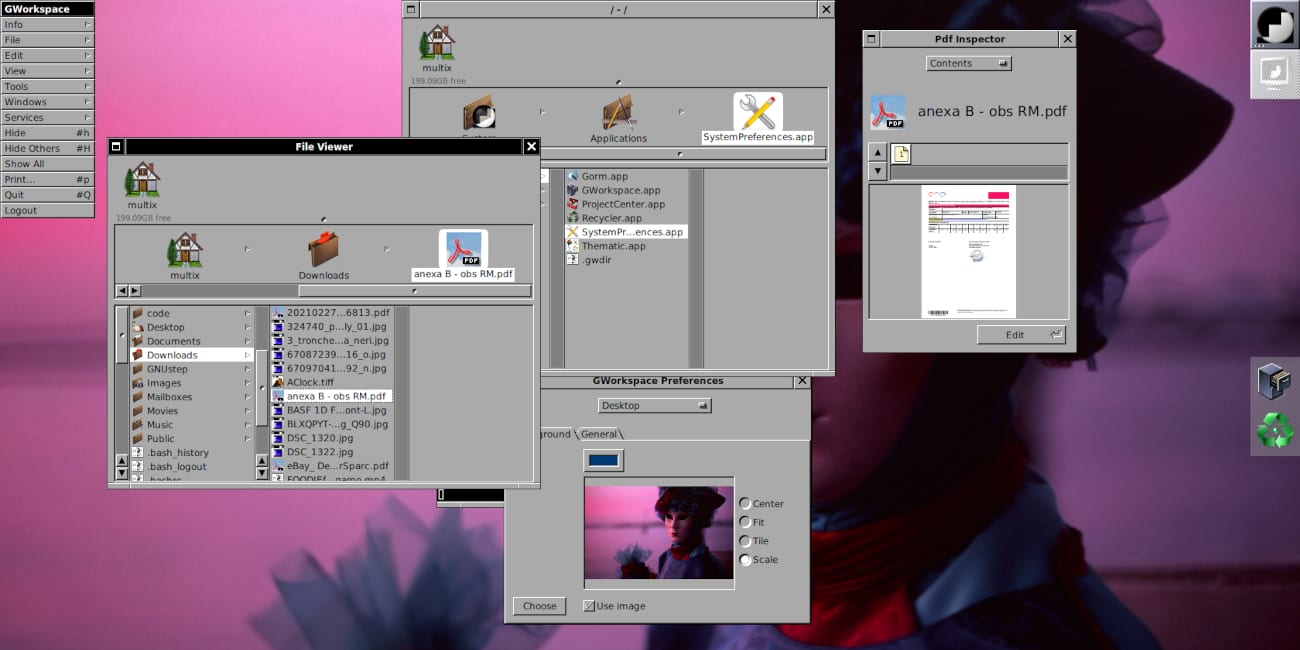 GWorkspace
Info
File
Edit
View
Tools
Windows
Services
Hide #h
Hide Others #H
Show All
Print... #p
Quit #Q
Logout
/ - /
multix
199.09GB free
Applications
SystemPreferences.app
Gorm.app
GWorkspace.app
ProjectCenter.app
Recycler.app
SystemPr...ences.app
Thematic.app
.gwdir
File Viewer
multix
199.09GB free
multix
Downloads
anexa B - obs RM.pdf
code
Desktop
Documents
Downloads
GNUstep
Images
Mailboxes
Movies
Music
Public
.bash_history
.bash_logout
20210227...6813.pdf
324740_p...ly_01.jpg
3_tronche...a_neri.jpg
67087239...16_o.jpg
67097041...92_n.jpg
AClock.tiff
anexa B - obs RM.pdf
BASF 1D F...ont-L.jpg
BLXQPYT-...g_Q90.jpg
DSC_1320.jpg
DSC_1322.jpg
eBay_ De...rSparc.pdf
GWorkspace Preferences
Desktop
ground
General
Center
Fit
Tile
Scale
Choose
Use image
Pdf Inspector
Contents
PDF
anexa B - obs RM.pdf
1
Edit